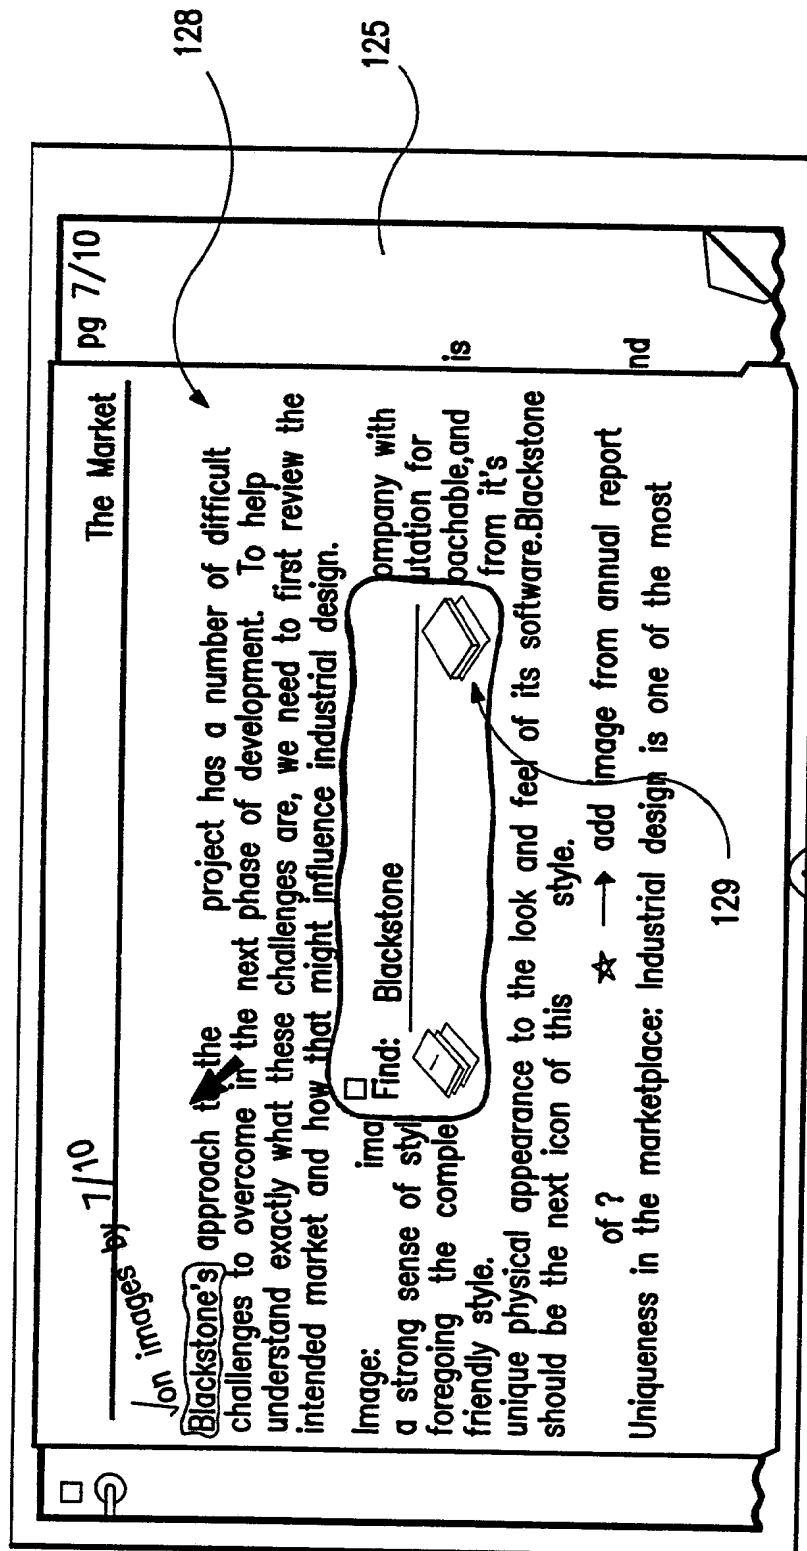 128
125
pg 7/10
The Market
√on images by 7/10
Blackstone's approach to the project has a number of difficult
challenges to overcome in the next phase of development. To help
understand exactly what these challenges are, we need to first review the
intended market and how that might influence industrial design.
Image: ima ompany with
a strong sense of styl utation for
foregoing the comple oachable,and
friendly style. from it's
unique physical appearance to the look and feel of its software.Blackstone
should be the next icon of this style.
is
Find: Blackstone
of ? ☆ → add image from annual report
nd
Uniqueness in the marketplace: Industrial design is one of the most
129